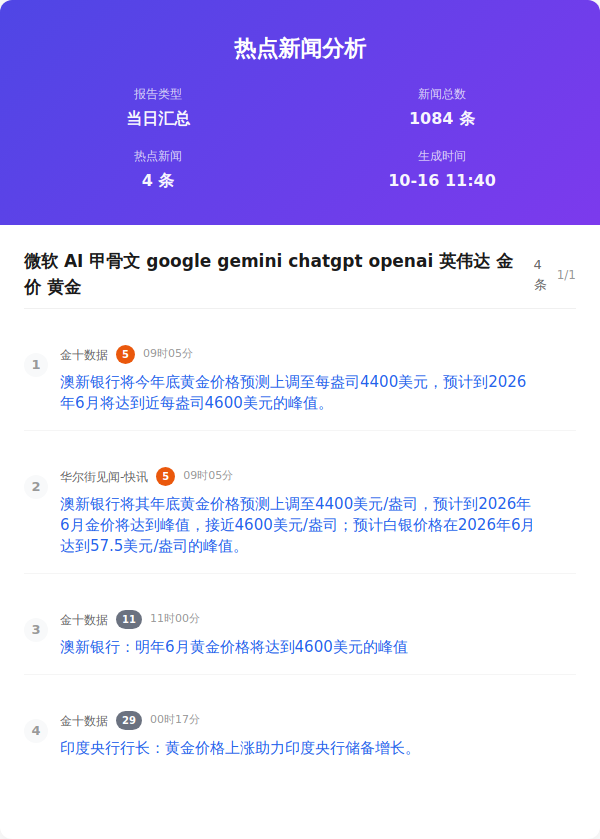 热点新闻分析
报告类型
当日汇总
新闻总数
1084 条
热点新闻
4 条
生成时间
10-16 11:40
微软 AI 甲骨文 google gemini chatgpt openai 英伟达 金
价 黄金
4
条
1/1
1
金十数据 5 09时05分
澳新银行将今年底黄金价格预测上调至每盎司4400美元，预计到2026
年6月将达到近每盎司4600美元的峰值。
2
华尔街见闻-快讯 5 09时05分
澳新银行将其年底黄金价格预测上调至4400美元/盎司，预计到2026年
6月金价将达到峰值，接近4600美元/盎司；预计白银价格在2026年6月
达到57.5美元/盎司的峰值。
3
金十数据 11 11时00分
澳新银行：明年6月黄金价格将达到4600美元的峰值
4
金十数据 29 00时17分
印度央行行长：黄金价格上涨助力印度央行储备增长。